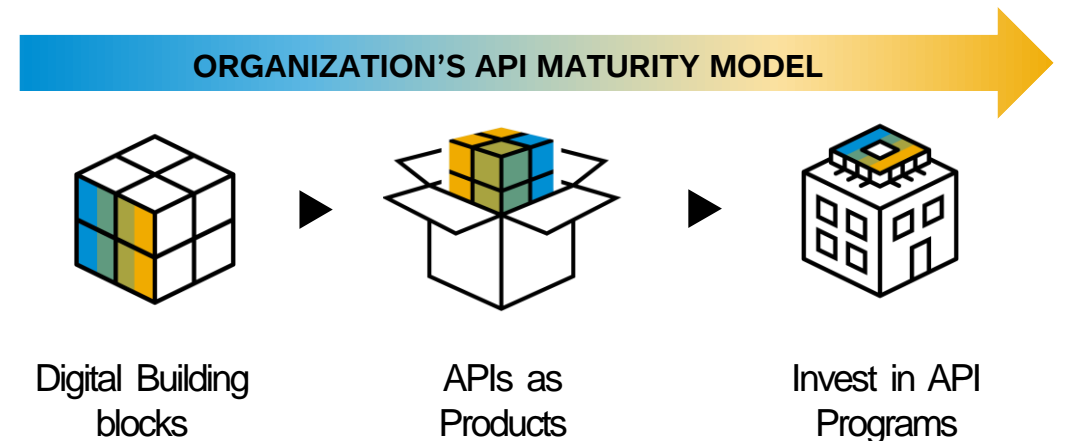 ORGANIZATION'S API MATURITY MODEL
Digital Building
blocks
APIs as
Products
Invest in API
Programs